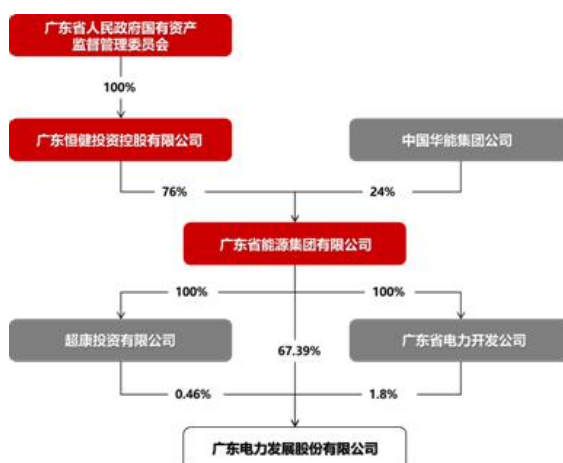 广东省人民政府国有资产
监督管理委员会
100%
广东恒健投资控股有限公司
中国华能集团公司
76%
24%
广东省能源集团有限公司
100%
100%
超康投资有限公司
67.39%
广东省电力开发公司
0.46%
1.8%
广东电力发展股份有限公司